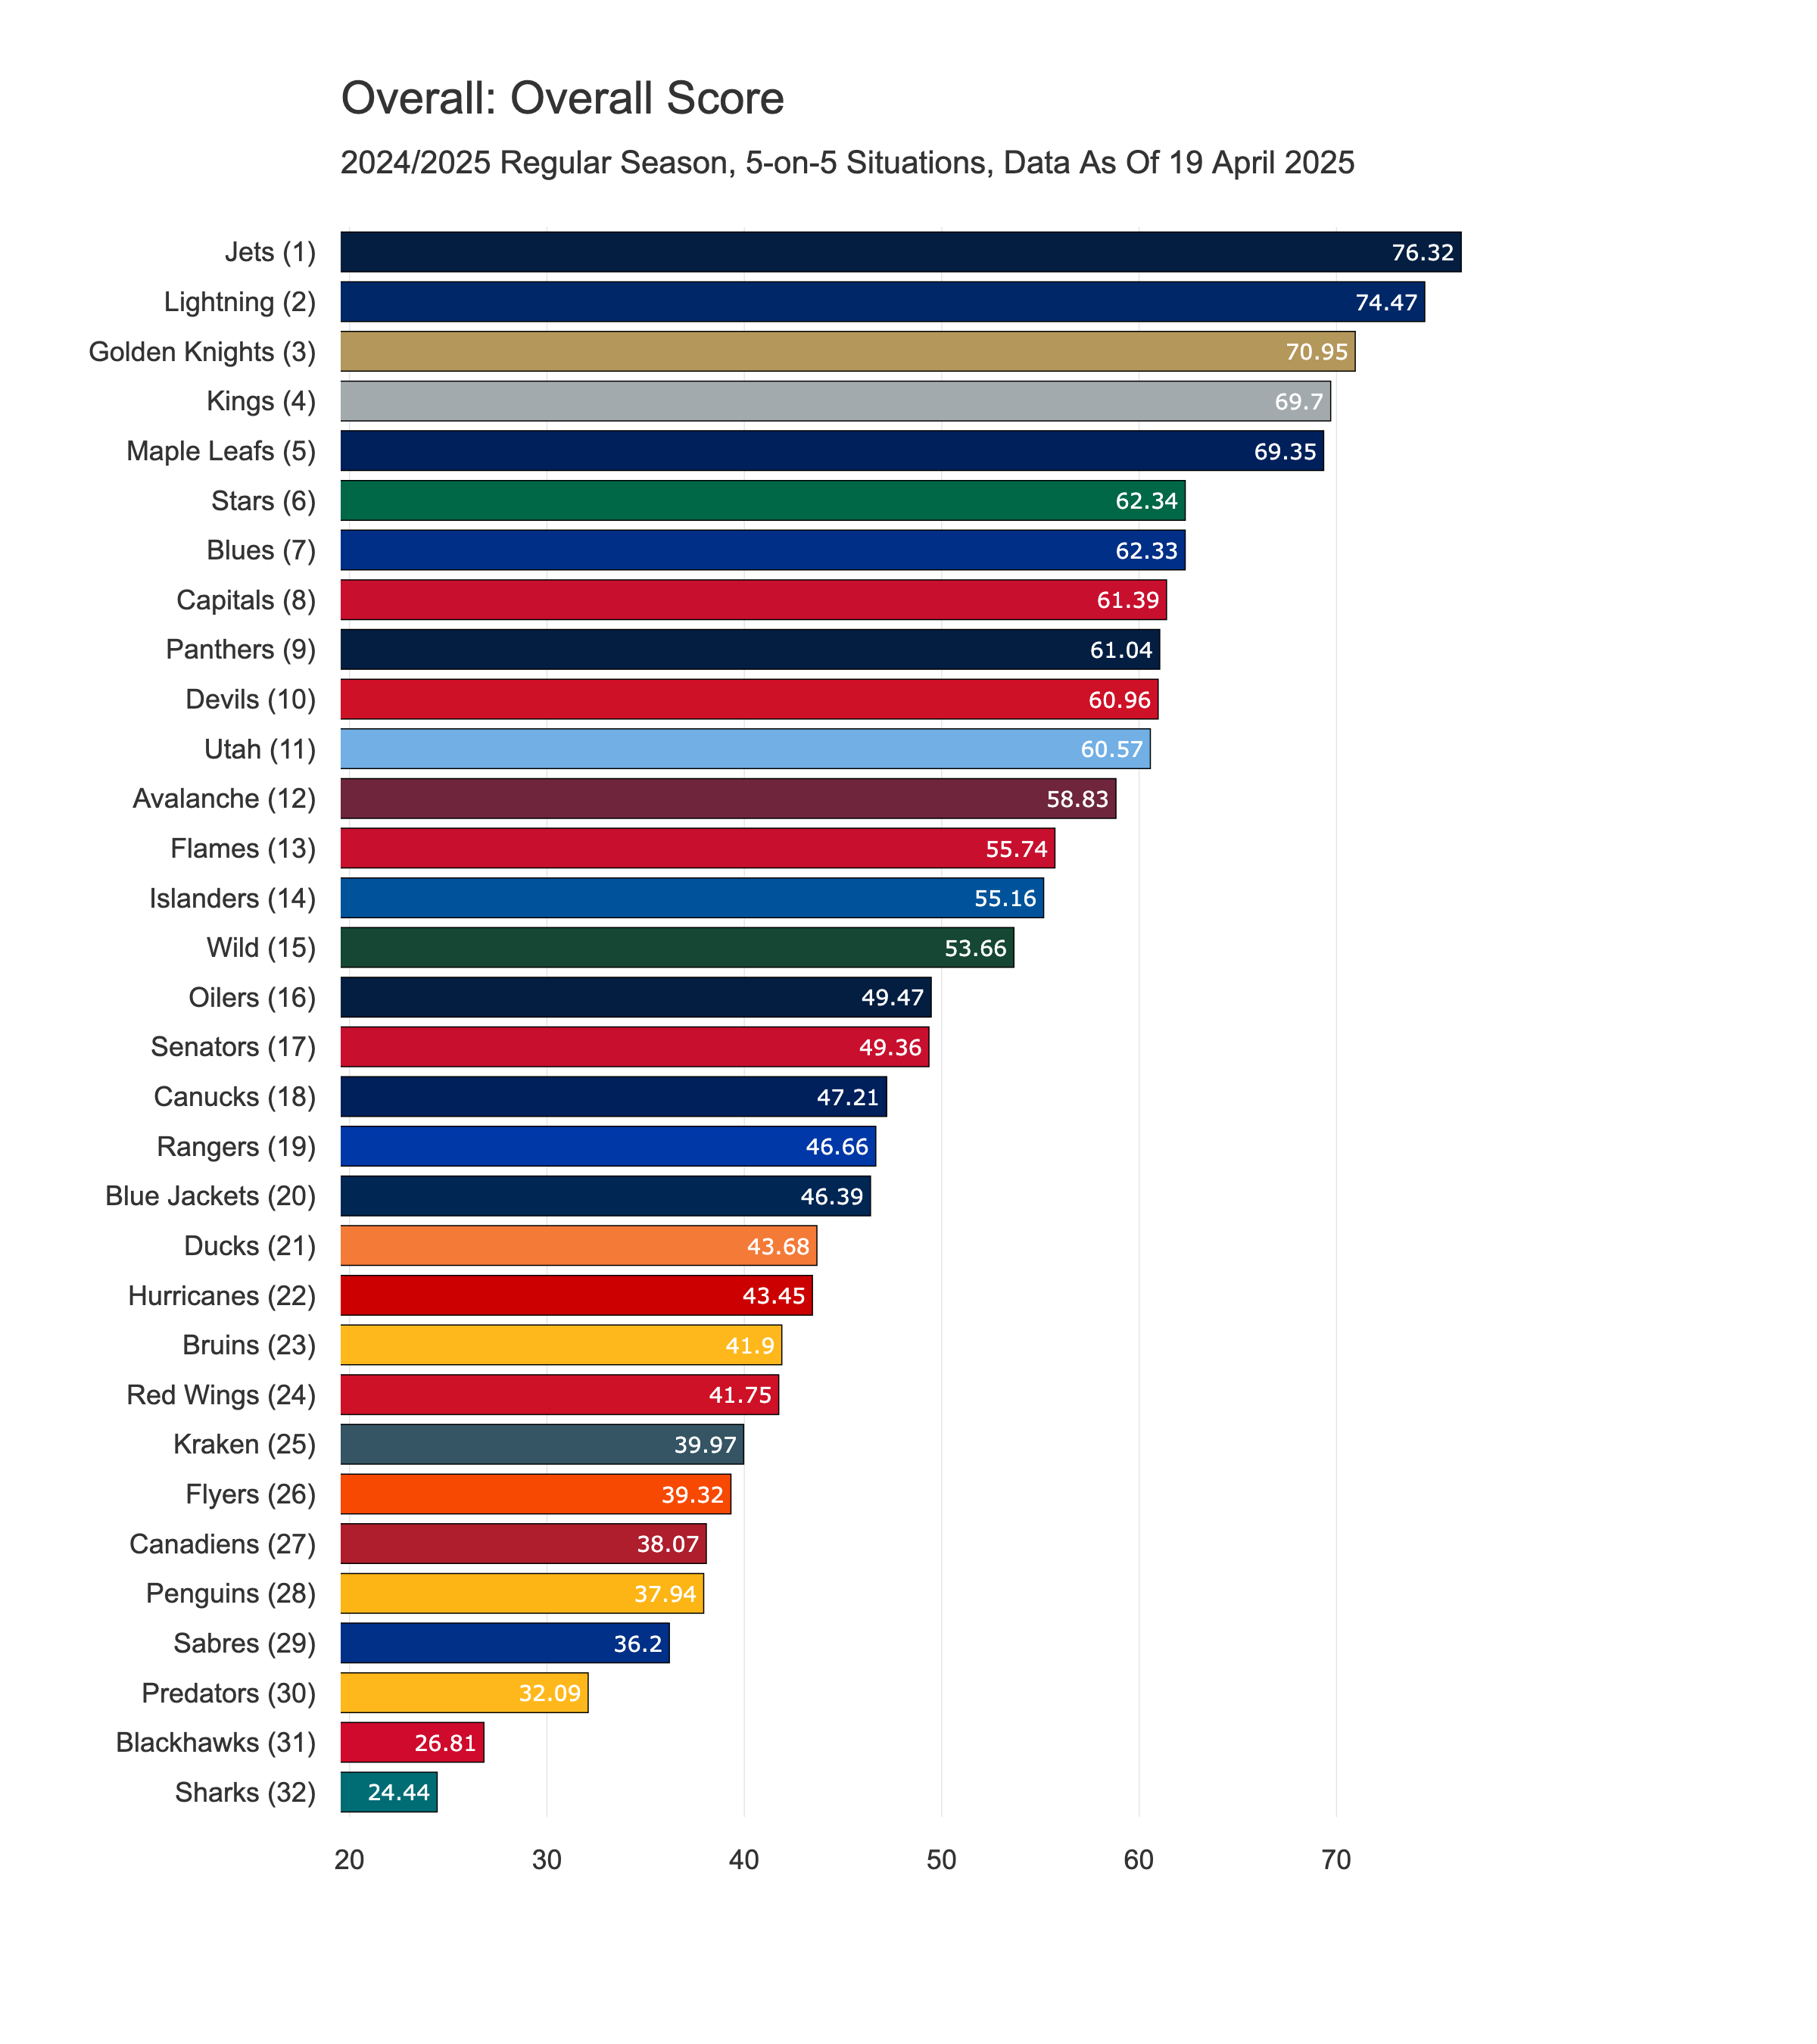 Overall: Overall Score
2024/2025 Regular Season, 5-on-5 Situations, Data As Of 19 April 2025
Jets (1) 76.32
Lightning (2) 74.47
Golden Knights (3) 70.95
Kings (4) 69.7
Maple Leafs (5) 69.35
Stars (6) 62.34
Blues (7) 62.33
Capitals (8) 61.39
Panthers (9) 61.04
Devils (10) 60.96
Utah (11) 60.57
Avalanche (12) 58.83
Flames (13) 55.74
Islanders (14) 55.16
Wild (15) 53.66
Oilers (16) 49.47
Senators (17) 49.36
Canucks (18) 47.21
Rangers (19) 46.66
Blue Jackets (20) 46.39
Ducks (21) 43.68
Hurricanes (22) 43.45
Bruins (23) 41.9
Red Wings (24) 41.75
Kraken (25) 39.97
Flyers (26) 39.32
Canadiens (27) 38.07
Penguins (28) 37.94
Sabres (29) 36.2
Predators (30) 32.09
Blackhawks (31) 26.81
Sharks (32) 24.44
20 30 40 50 60 70